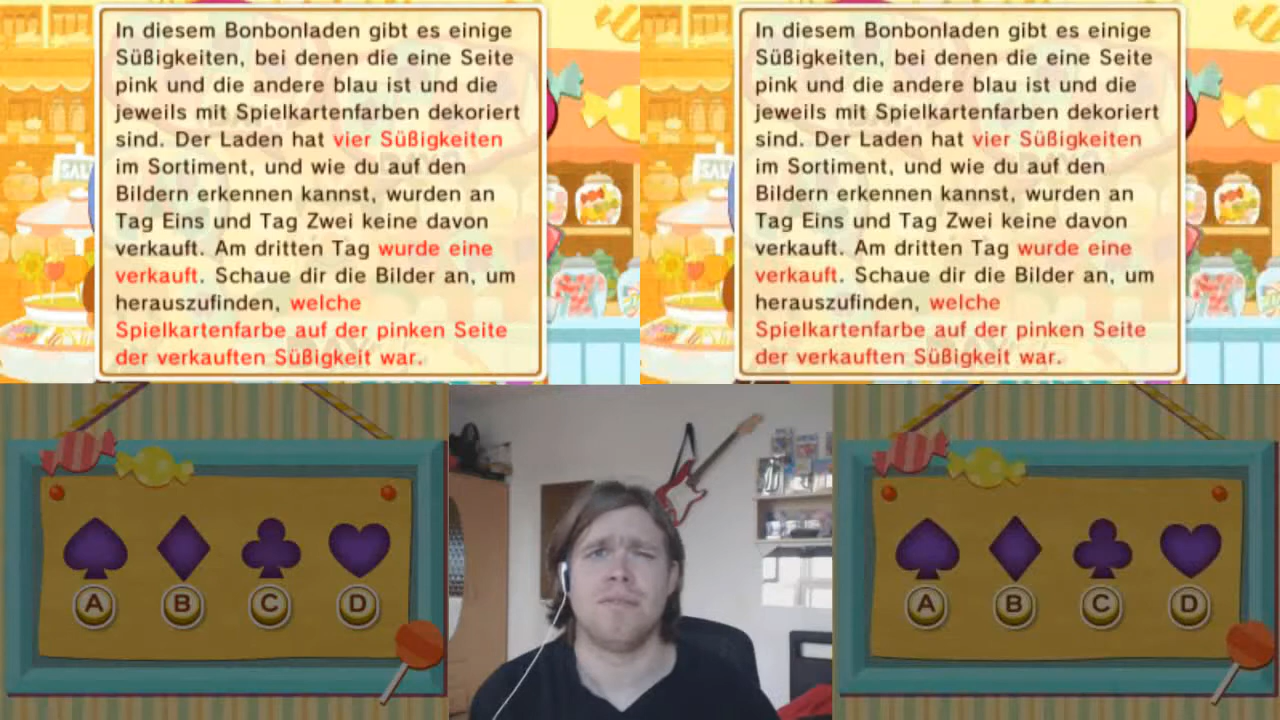 In diesem Bonbonladen gibt es einige
Süßigkeiten, bei denen die eine Seite
pink und die andere blau ist und die
jeweils mit Spielkartenfarben dekoriert
sind. Der Laden hat vier Süßigkeiten
im Sortiment, und wie du auf den
Bildern erkennen kannst, wurden an
Tag Eins und Tag Zwei keine davon
verkauft. Am dritten Tag wurde eine
verkauft. Schaue dir die Bilder an, um
herauszufinden, welche
Spielkartenfarbe auf der pinken Seite
der verkauften Süßigkeit war.
In diesem Bonbonladen gibt es einige
Süßigkeiten, bei denen die eine Seite
pink und die andere blau ist und die
jeweils mit Spielkartenfarben dekoriert
sind. Der Laden hat vier Süßigkeiten
im Sortiment, und wie du auf den
Bildern erkennen kannst, wurden an
Tag Eins und Tag Zwei keine davon
verkauft. Am dritten Tag wurde eine
verkauft. Schaue dir die Bilder an, um
herauszufinden, welche
Spielkartenfarbe auf der pinken Seite
der verkauften Süßigkeit war.
A B C D
A B C D